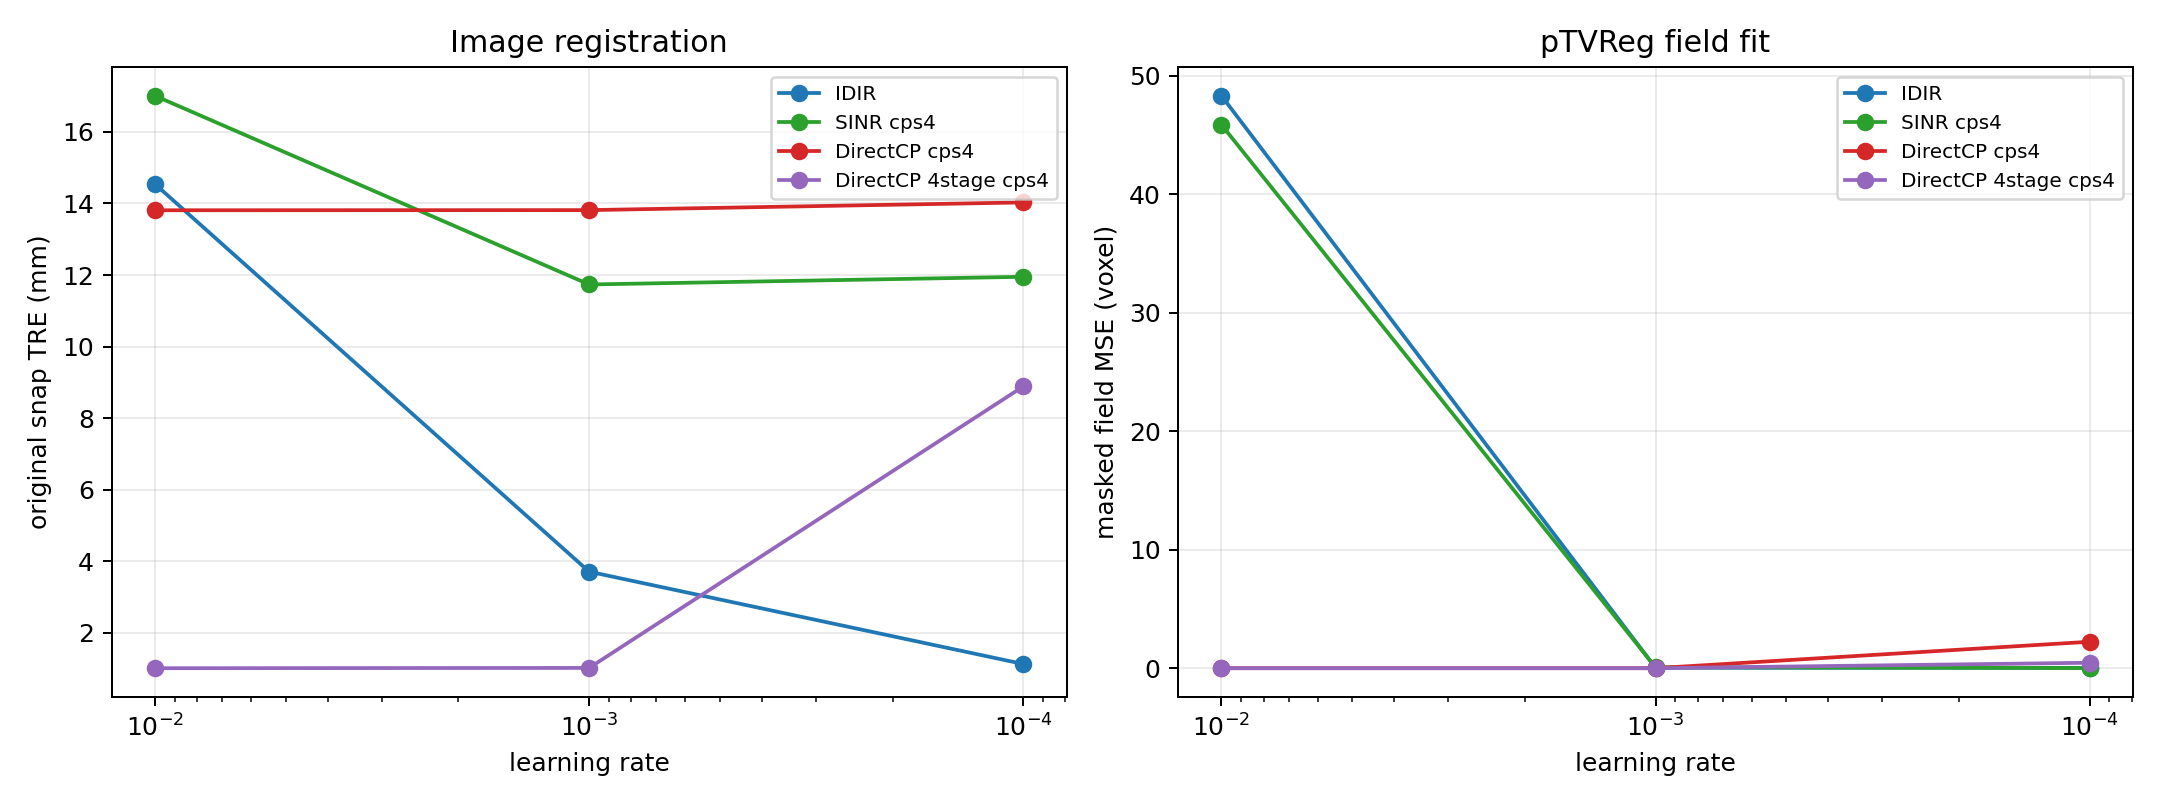 Image registration
original snap TRE (mm)
16
14
12
10
8
6
4
2
IDIR
SINR cps4
DirectCP cps4
DirectCP 4stage cps4
10⁻²
10⁻³
10⁻⁴
learning rate
pTVReg field fit
masked field MSE (voxel)
50
40
30
20
10
0
IDIR
SINR cps4
DirectCP cps4
DirectCP 4stage cps4
10⁻²
10⁻³
10⁻⁴
learning rate